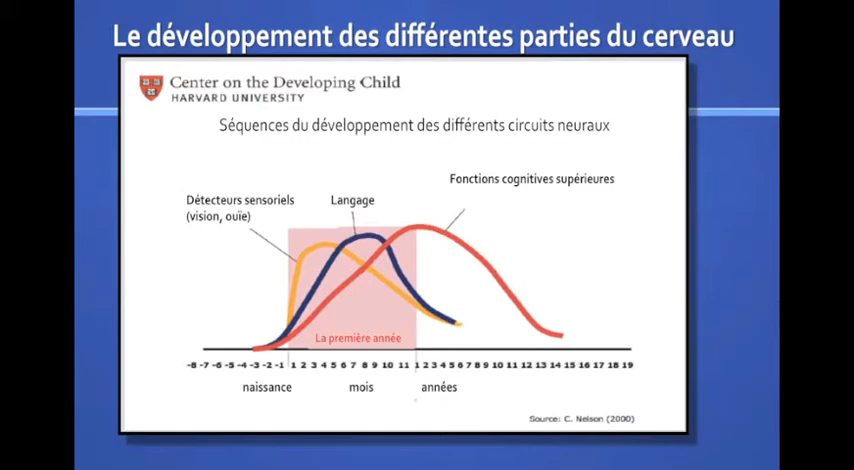 Le développement des différentes parties du cerveau
Center on the Developing Child
HARVARD UNIVERSITY
Séquences du développement des différents circuits neuraux
Fonctions cognitives supérieures
Détecteurs sensoriels
(vision, ouïe)
Langage
La première année
-8 -7 -6 -5 -4 -3 -2 -1 1 2 3 4 5 6 7 8 9 10 11 1 2 3 4 5 6 7 8 9 10 11 12 13 14 15 16 17 18 19
naissance mois années
Source: C. Nelson (2000)